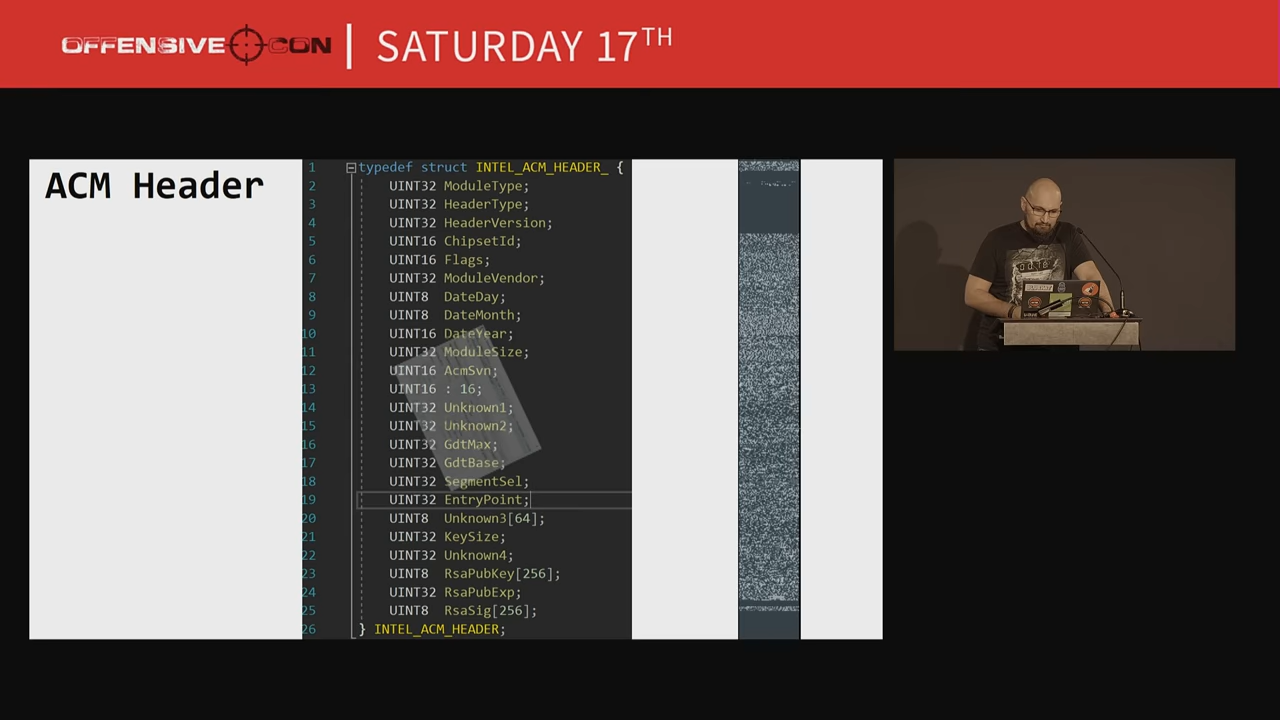 OFFENSIVE CON | SATURDAY 17TH
ACM Header
1 typedef struct INTEL_ACM_HEADER_ {
2 UINT32 ModuleType;
3 UINT32 HeaderType;
4 UINT32 HeaderVersion;
5 UINT16 ChipsetId;
6 UINT16 Flags;
7 UINT32 ModuleVendor;
8 UINT8 DateDay;
9 UINT8 DateMonth;
10 UINT16 DateYear;
11 UINT32 ModuleSize;
12 UINT16 AcmSvn;
13 UINT16 : 16;
14 UINT32 Unknown1;
15 UINT32 Unknown2;
16 UINT32 GdtMax;
17 UINT32 GdtBase;
18 UINT32 SegmentSel;
19 UINT32 EntryPoint;
20 UINT8 Unknown3[64];
21 UINT32 KeySize;
22 UINT32 Unknown4;
23 UINT8 RsaPubKey[256];
24 UINT32 RsaPubExp;
25 UINT8 RsaSig[256];
26 } INTEL_ACM_HEADER;